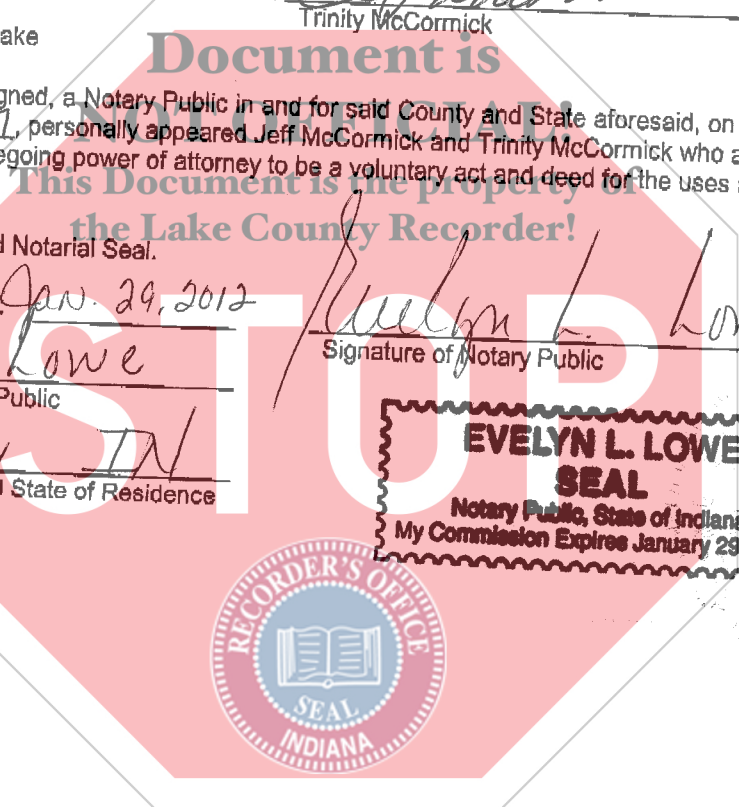 Trinity McCormick
ake
Document is
NOT OFFICIAL!
This Document is the property of
the Lake County Recorder!
STOP
gned, a Notary Public in and for said County and State aforesaid, on
personally appeared Jeff McCormick and Trinity McCormick who a
egoing power of attorney to be a voluntary act and deed for the uses
d Notarial Seal.
Jan. 29, 2012
Evelyn L. Lo
Signature of Notary Public
Lowe
Public
IN
State of Residence
EVELYN L. LOWE
SEAL
Notary Public, State of Indiana
My Commission Expires January 29
RECORDER'S OFFICE
SEAL
INDIANA